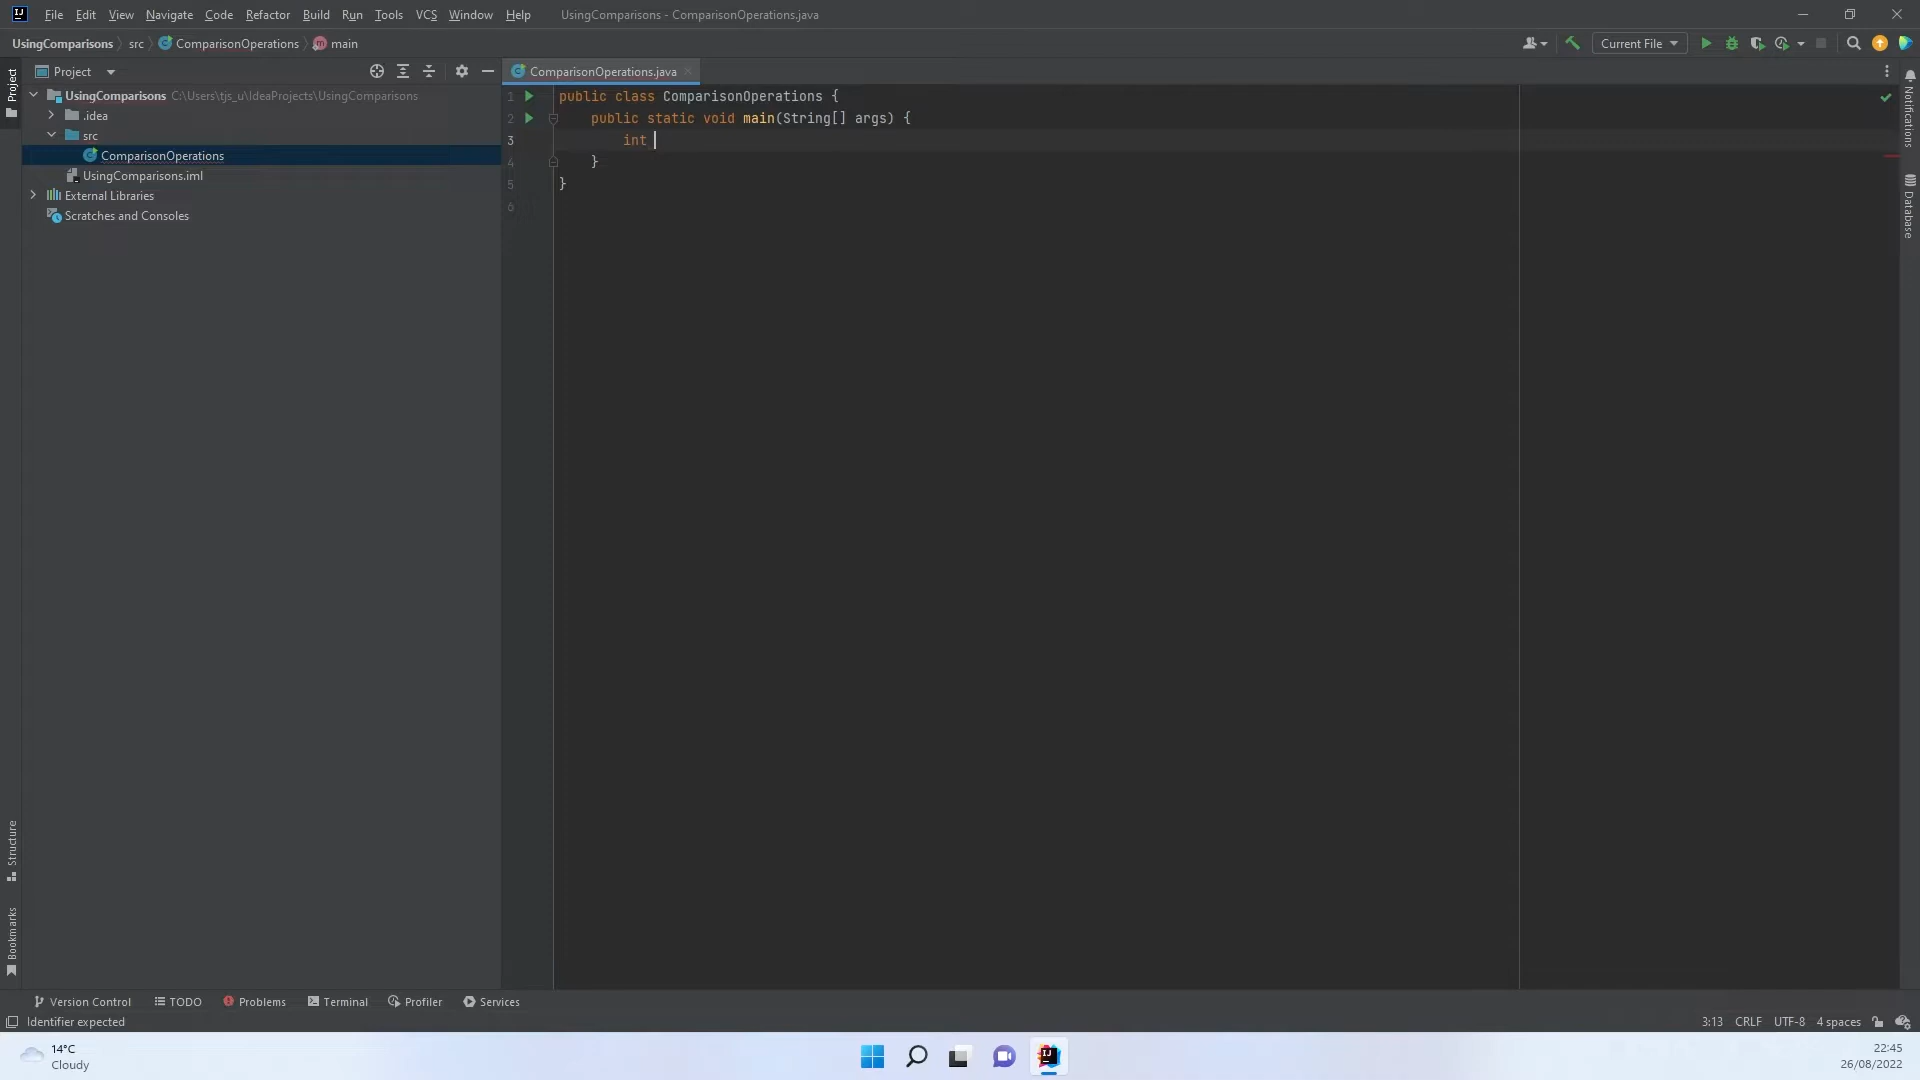 File Edit View Navigate Code Refactor Build Run Tools VCS Window Help UsingComparisons - ComparisonOperations.java
UsingComparisons src ComparisonOperations main Current File
Project ComparisonOperations.java
Project
UsingComparisons C:\Users\tjs_u\IdeaProjects\UsingComparisons
.idea
src
ComparisonOperations
UsingComparisons.iml
External Libraries
Scratches and Consoles
1 public class ComparisonOperations {
2 public static void main(String[] args) {
3 int
4 }
5 }
6
Notifications
Database
Structure
Bookmarks
Version Control TODO Problems Terminal Profiler Services
Identifier expected 3:13 CRLF UTF-8 4 spaces
14°C
Cloudy
22:45
26/08/2022